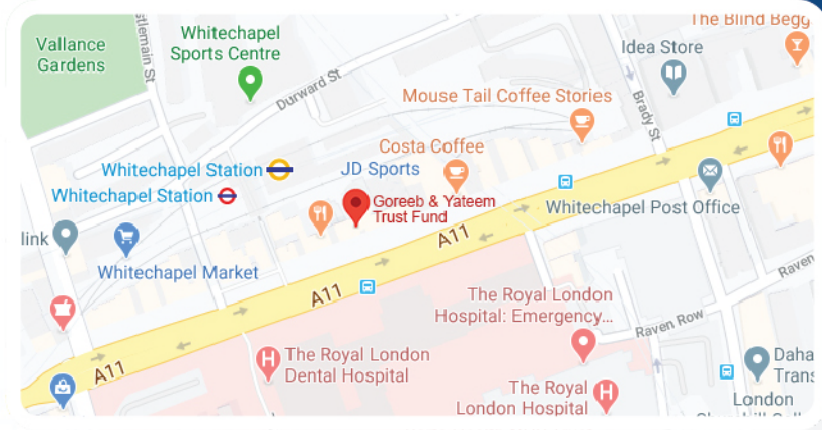 The Blind Begg
Vallance
Gardens
stlemain St
Whitechapel
Sports Centre
Idea Store
Durward St
Mouse Tail Coffee Stories
Brady St
Costa Coffee
Whitechapel Station
JD Sports
Whitechapel Station
Goreeb & Yateem
Trust Fund
Whitechapel Post Office
link
A11
Whitechapel Market
Raven
A11
The Royal London
Hospital: Emergency...
Raven Row
The Royal London
Dental Hospital
Daha
Trans
A11
The Royal
London Hospital
London